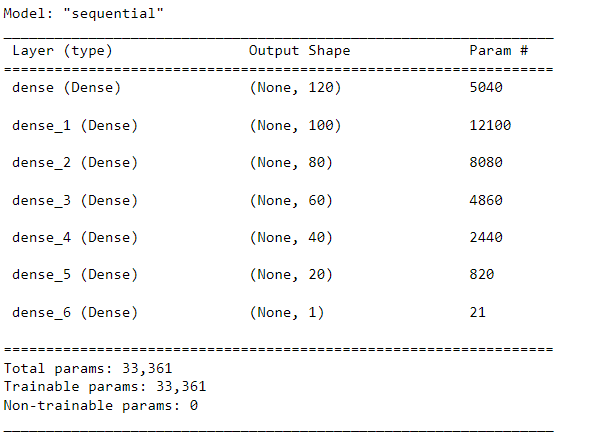 Model: "sequential"
_________________________________________________________________
Layer (type) Output Shape Param #
=================================================================
dense (Dense) (None, 120) 5040
dense_1 (Dense) (None, 100) 12100
dense_2 (Dense) (None, 80) 8080
dense_3 (Dense) (None, 60) 4860
dense_4 (Dense) (None, 40) 2440
dense_5 (Dense) (None, 20) 820
dense_6 (Dense) (None, 1) 21
=================================================================
Total params: 33,361
Trainable params: 33,361
Non-trainable params: 0
_________________________________________________________________